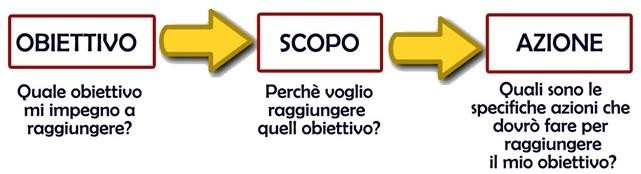 OBIETTIVO
Quale obiettivo
mi impegno a
raggiungere?
SCOPO
Perchè voglio
raggiungere
quell obiettivo?
AZIONE
Quali sono le
specifiche azioni che
dovrò fare per
raggiungere
il mio obiettivo?